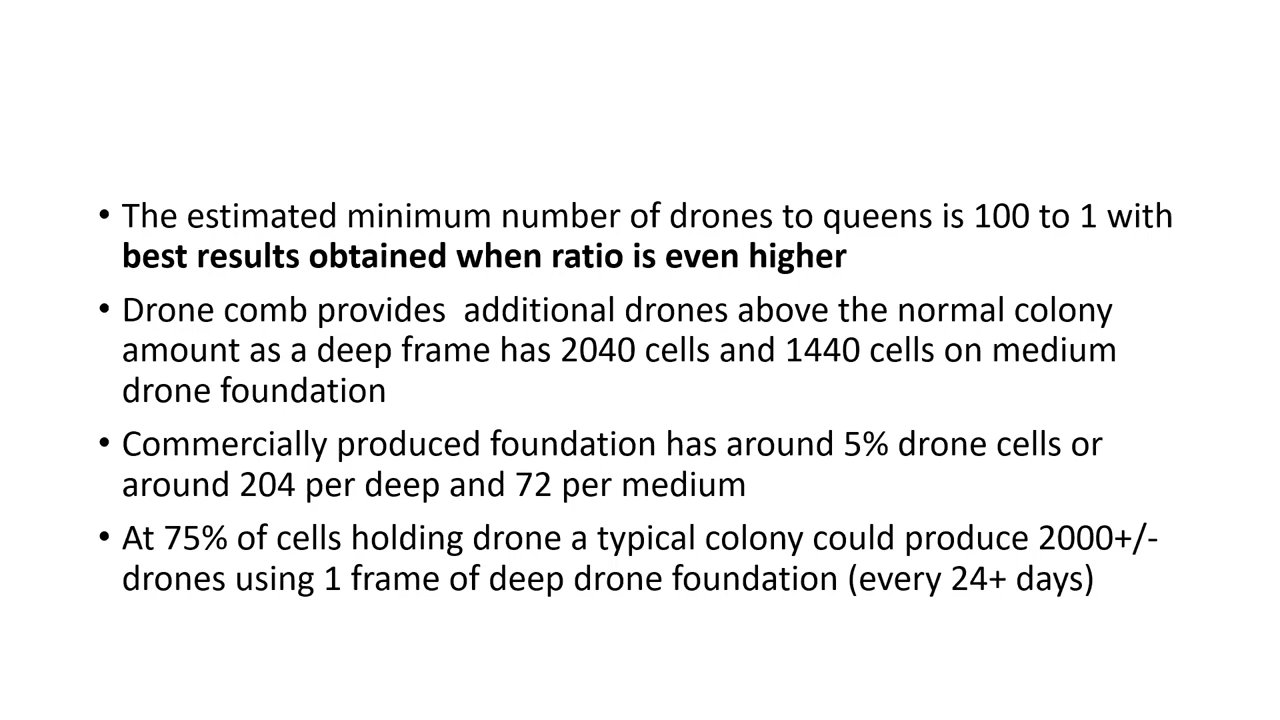 • The estimated minimum number of drones to queens is 100 to 1 with
best results obtained when ratio is even higher
• Drone comb provides  additional drones above the normal colony
amount as a deep frame has 2040 cells and 1440 cells on medium
drone foundation
• Commercially produced foundation has around 5% drone cells or
around 204 per deep and 72 per medium
• At 75% of cells holding drone a typical colony could produce 2000+/-
drones using 1 frame of deep drone foundation (every 24+ days)